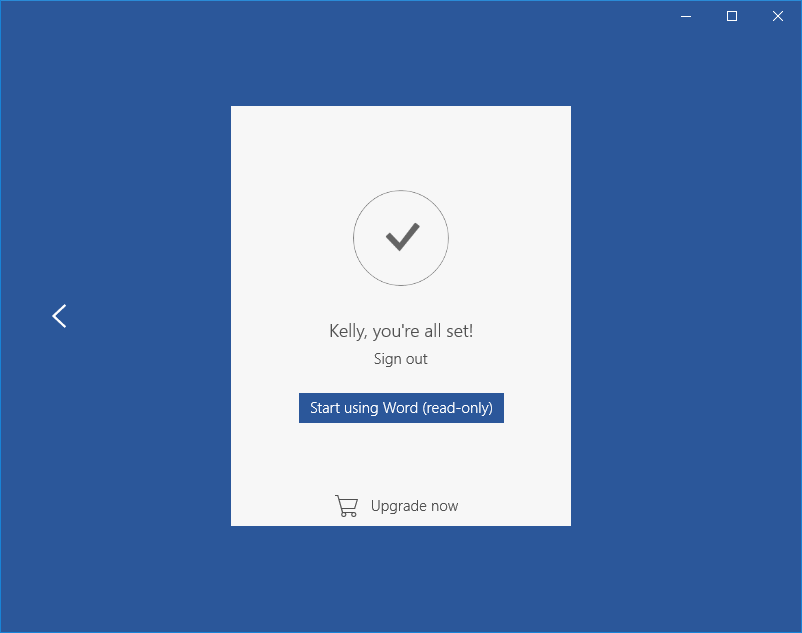 Kelly, you're all set!
Sign out
Start using Word (read-only)
Upgrade now